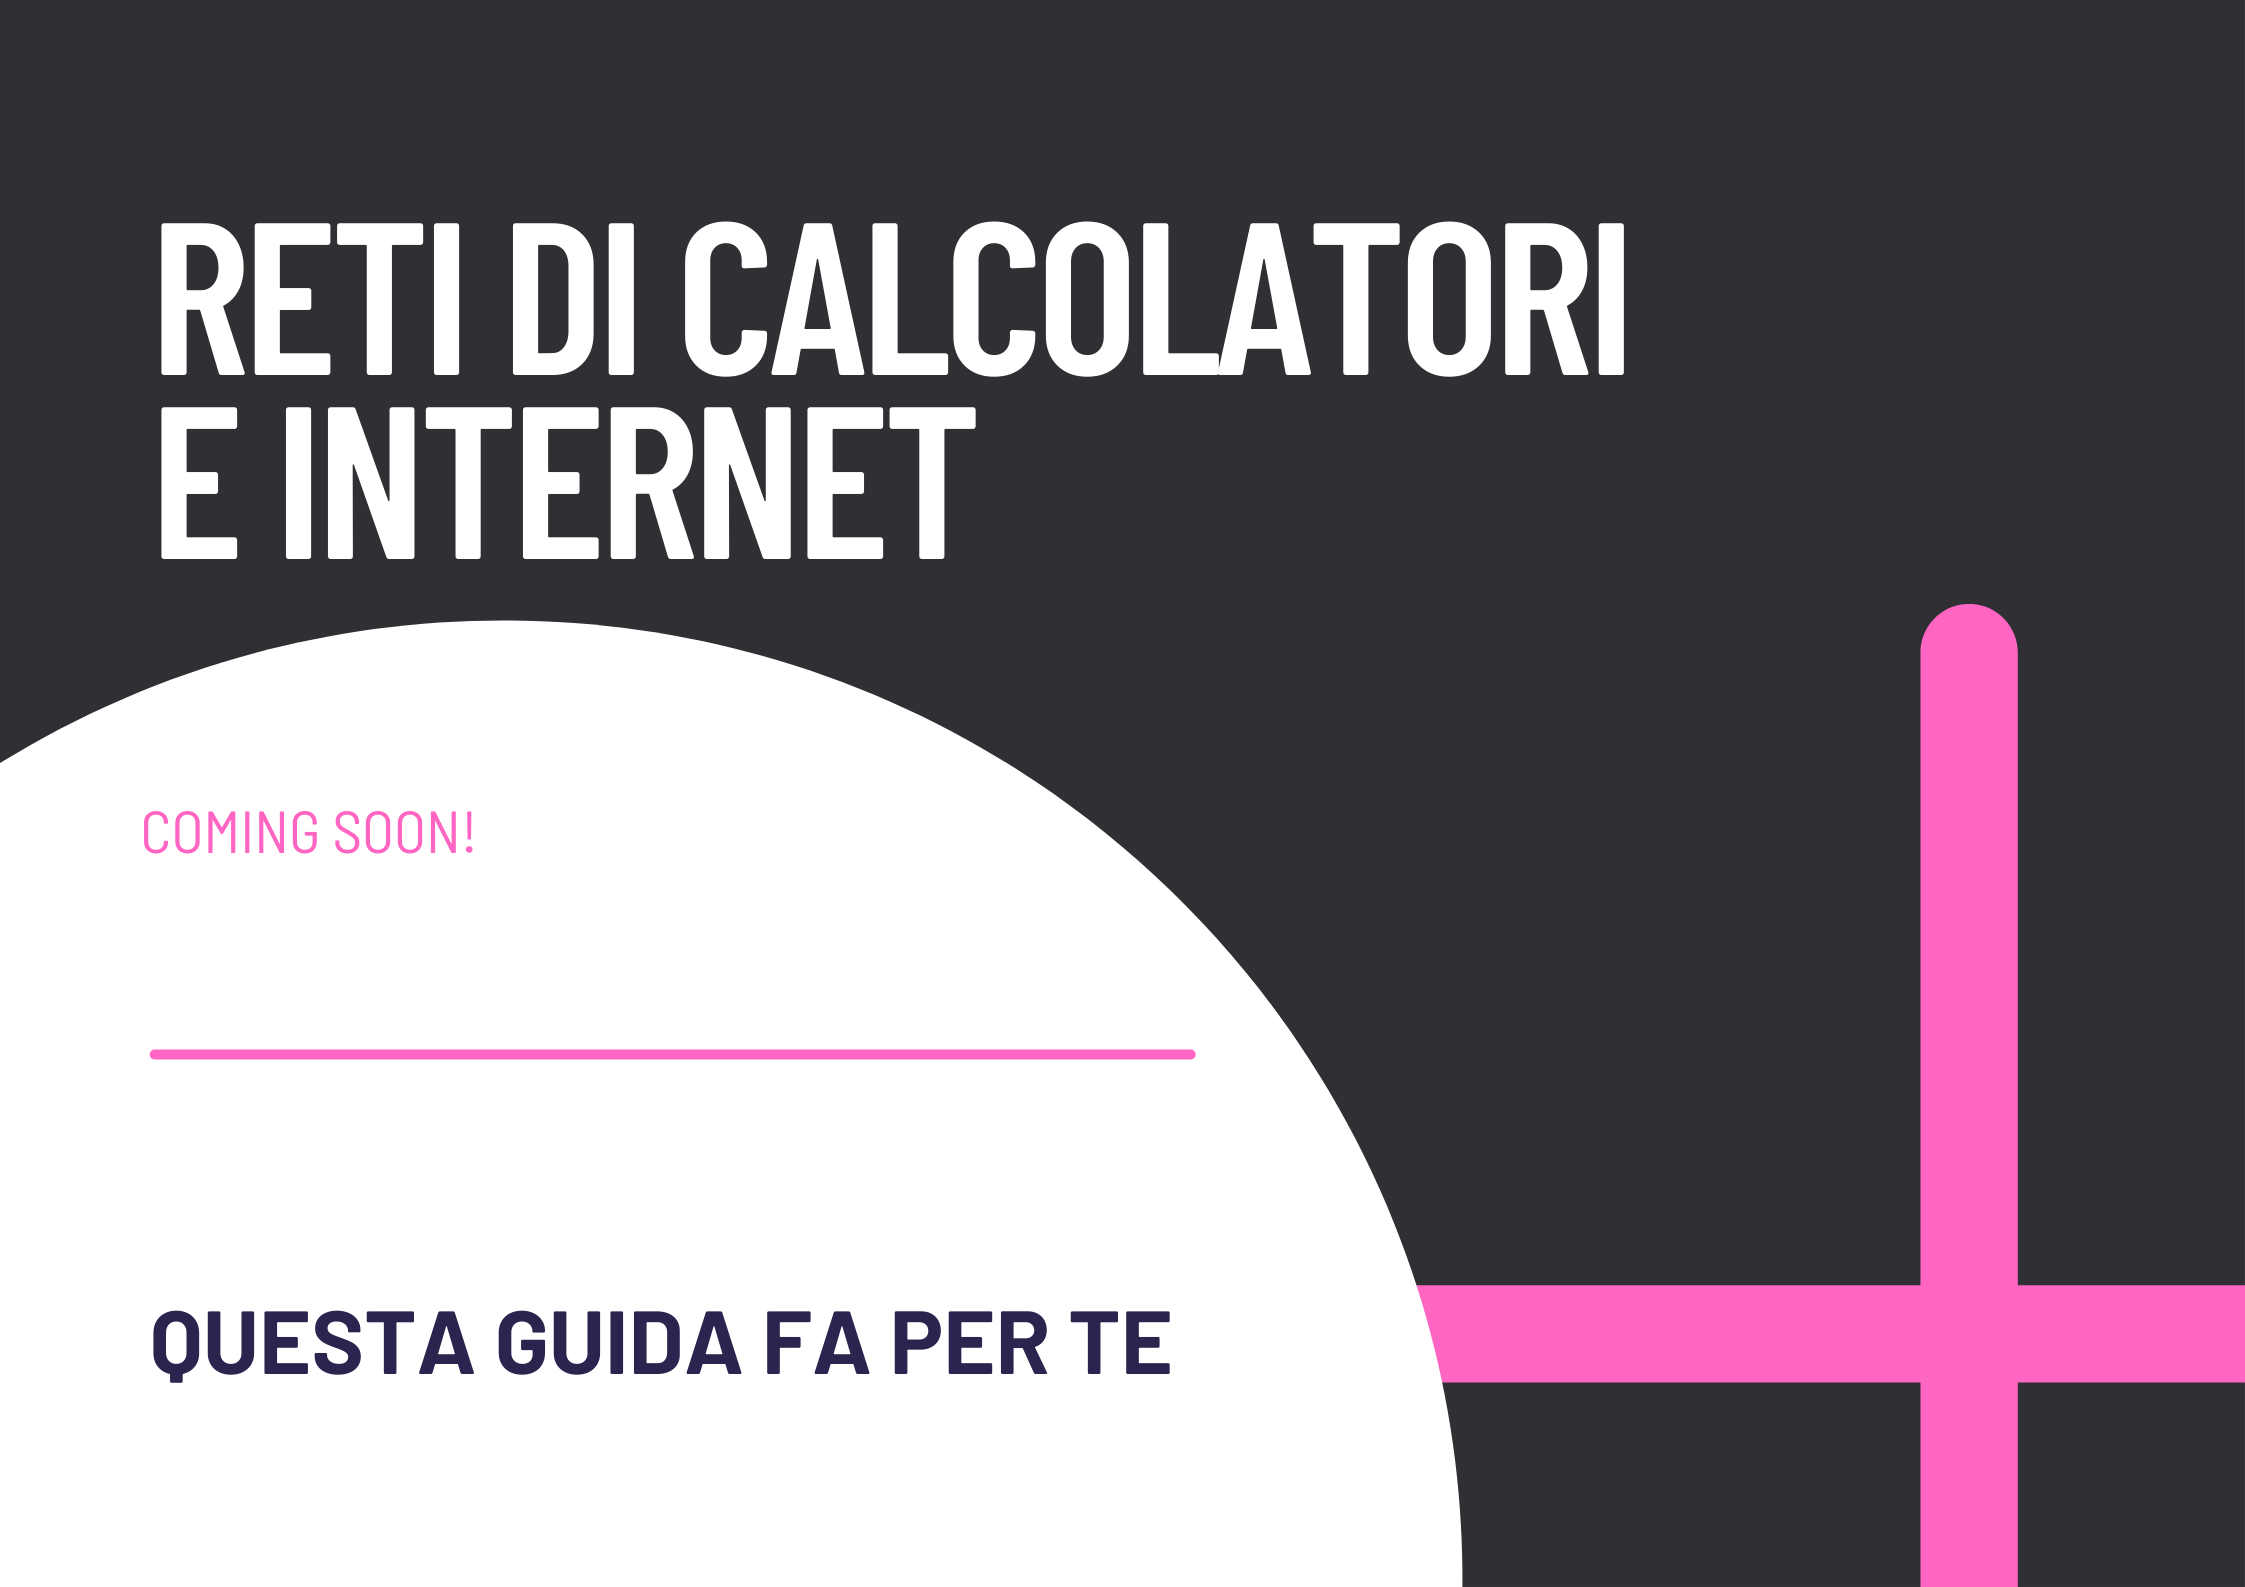 RETI DI CALCOLATORI
E INTERNET
COMING SOON!
QUESTA GUIDA FA PER TE